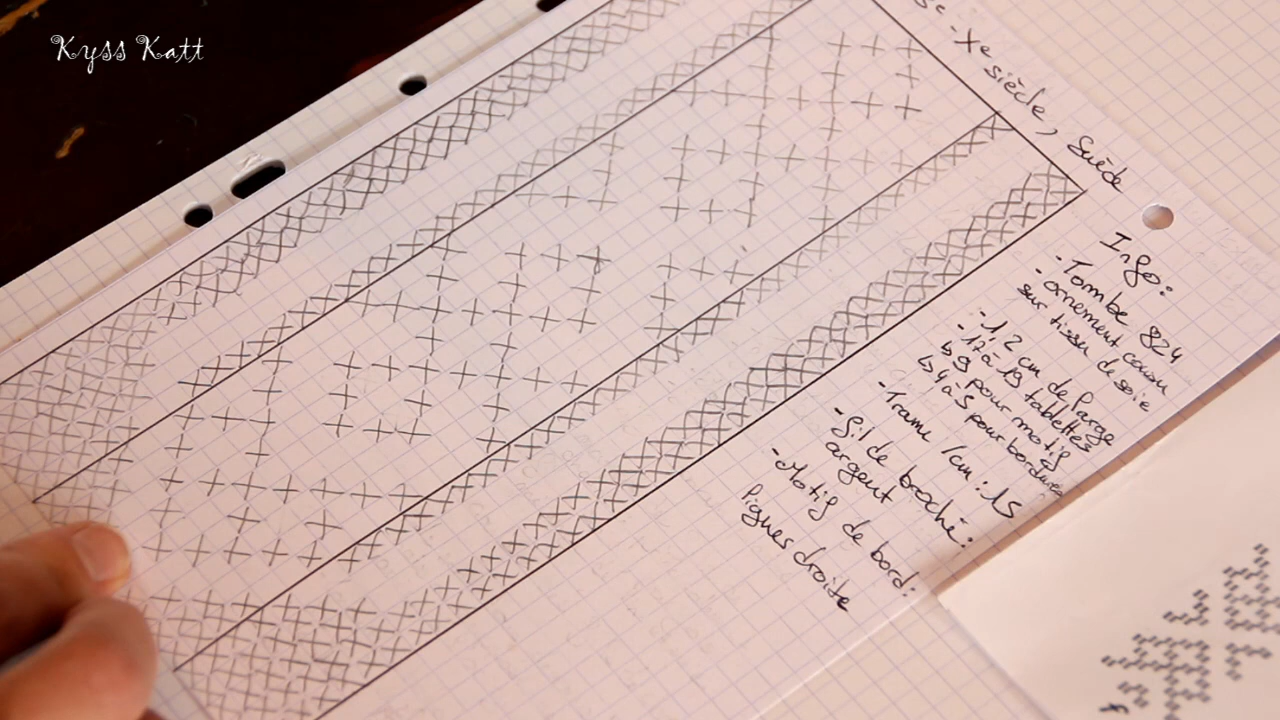 Kyss Katt
- Xe siècle, Suède
Info:
- Tombe 824
- ornement cousu
sur tissu de soie
- 1,2 cm de large
- 17 à 19 tablettes
↳ 9 pour motif
↳ 4 à 5 pour bordures
- Trame /cm : 15
- fil de broché:
argent
- Motif de bord:
lignes droite